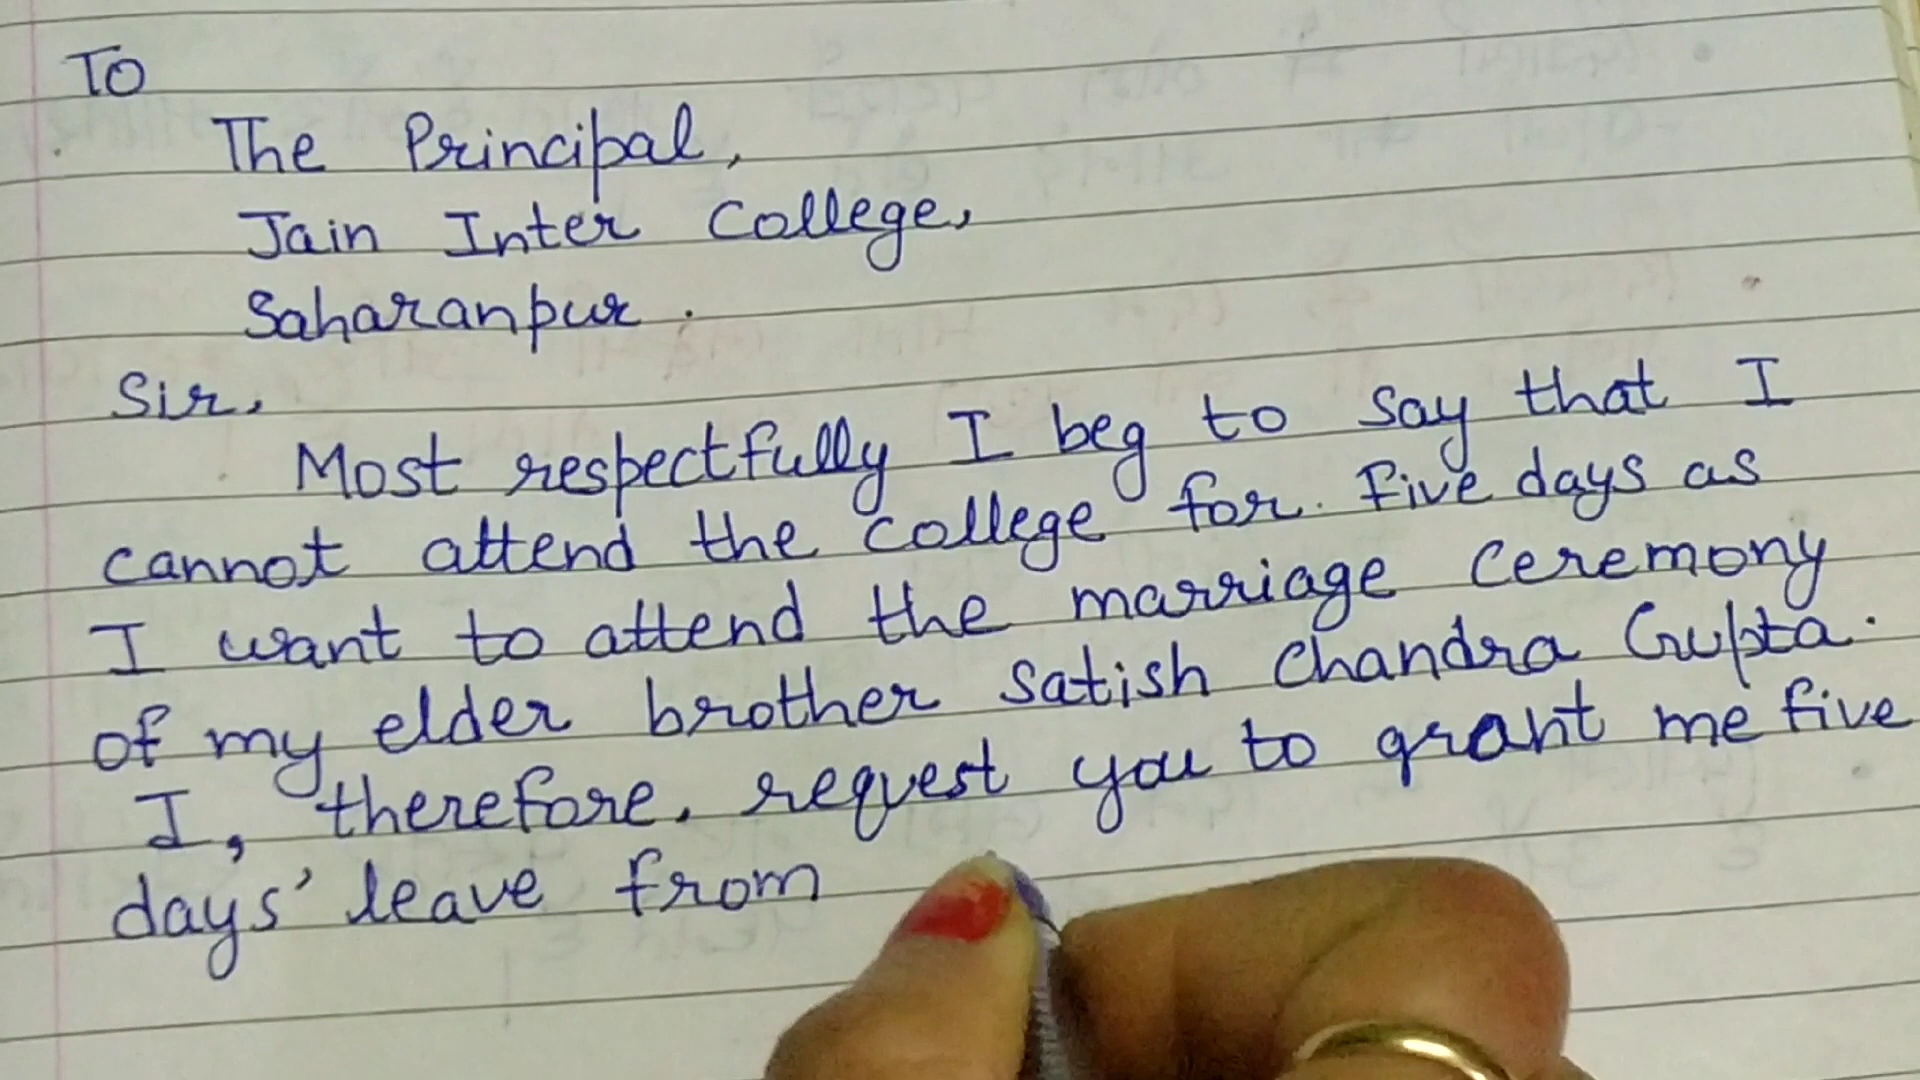 To
The Principal,
Jain Inter College,
Saharanpur.
Sir,
Most respectfully I beg to say that I
cannot attend the college for. five days as
I want to attend the marriage ceremony
of my elder brother Satish Chandra Gupta.
I, therefore, request you to grant me five
days' leave from